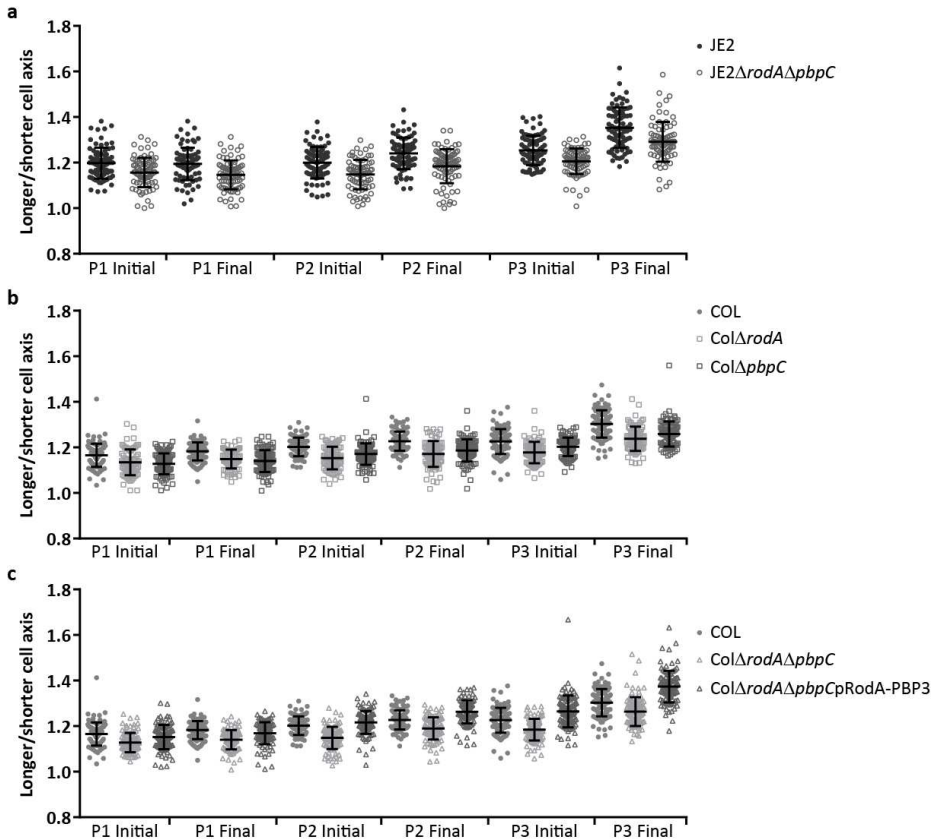 a
1.8
1.6
1.4
1.2
1.0
0.8
Longer/shorter cell axis
P1 Initial P1 Final P2 Initial P2 Final P3 Initial P3 Final
JE2
JE2ΔrodAΔpbpC
b
1.8
1.6
1.4
1.2
1.0
0.8
Longer/shorter cell axis
P1 Initial P1 Final P2 Initial P2 Final P3 Initial P3 Final
COL
ColΔrodA
ColΔpbpC
c
1.8
1.6
1.4
1.2
1.0
0.8
Longer/shorter cell axis
P1 Initial P1 Final P2 Initial P2 Final P3 Initial P3 Final
COL
ColΔrodAΔpbpC
ColΔrodAΔpbpCpRodA-PBP3